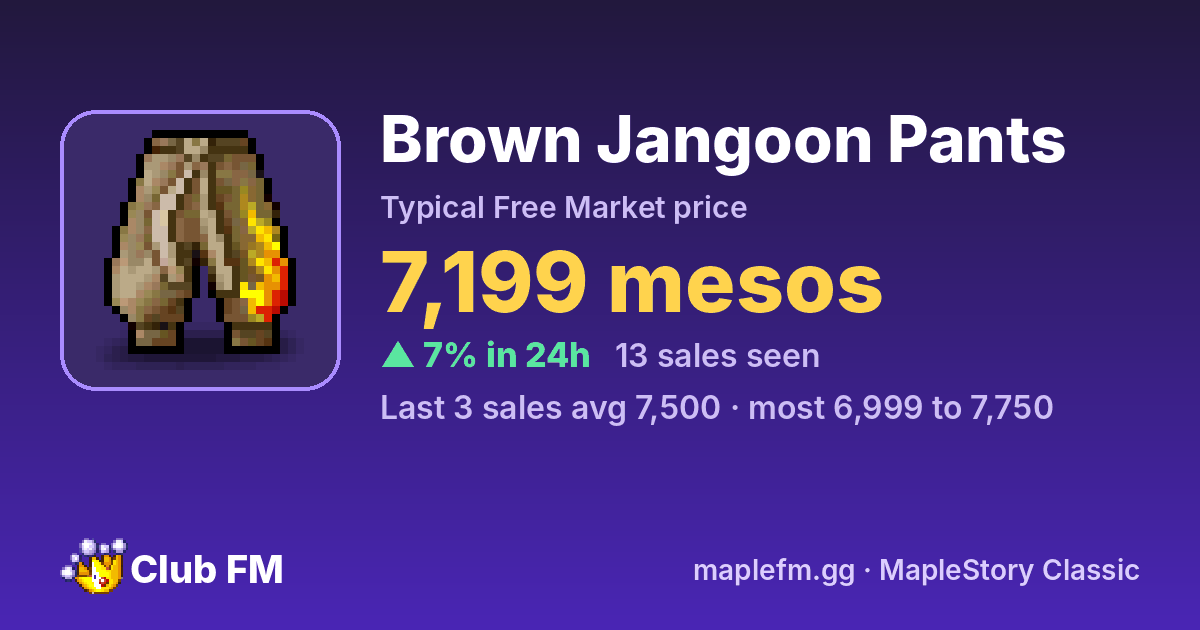 Brown Jangoon Pants
Typical Free Market price
7,199 mesos
▲ 7% in 24h 13 sales seen
Last 3 sales avg 7,500 · most 6,999 to 7,750
Club FM
maplefm.gg · MapleStory Classic